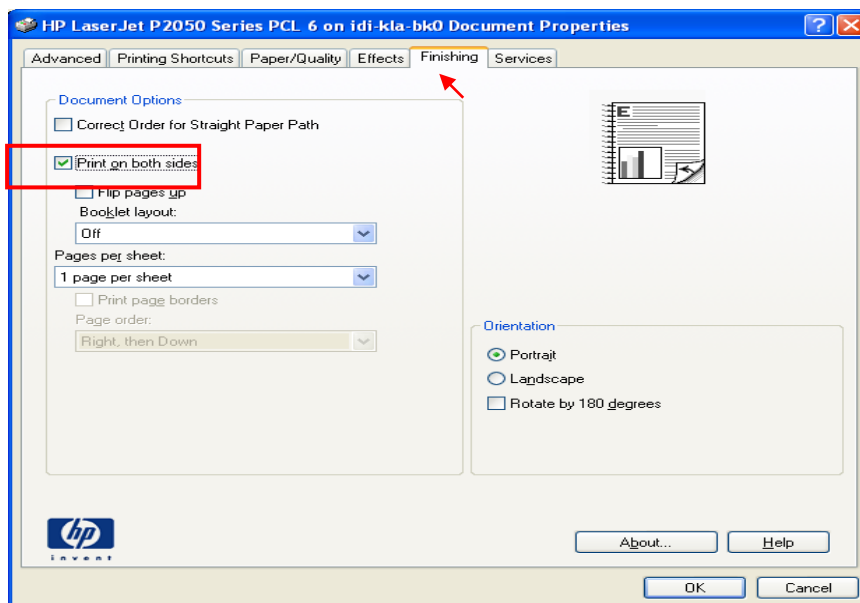 HP LaserJet P2050 Series PCL 6 on idi-kla-bk0 Document Properties
Advanced Printing Shortcuts Paper/Quality Effects Finishing Services
Document Options
Correct Order for Straight Paper Path
Print on both sides
Flip pages up
Booklet layout:
Off
Pages per sheet:
1 page per sheet
Print page borders
Page order:
Right, then Down
E
Orientation
Portrait
Landscape
Rotate by 180 degrees
hp
invent
About... Help
OK Cancel